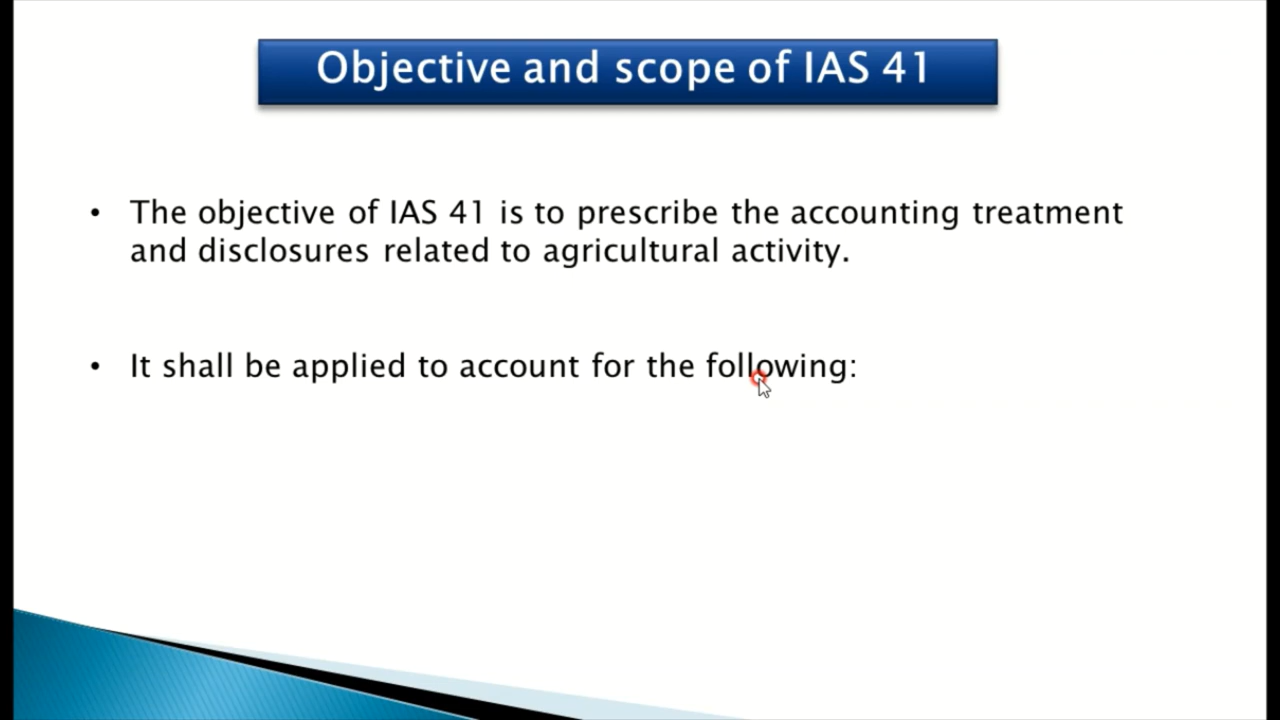 Objective and scope of IAS 41
• The objective of IAS 41 is to prescribe the accounting treatment
and disclosures related to agricultural activity.
• It shall be applied to account for the following: